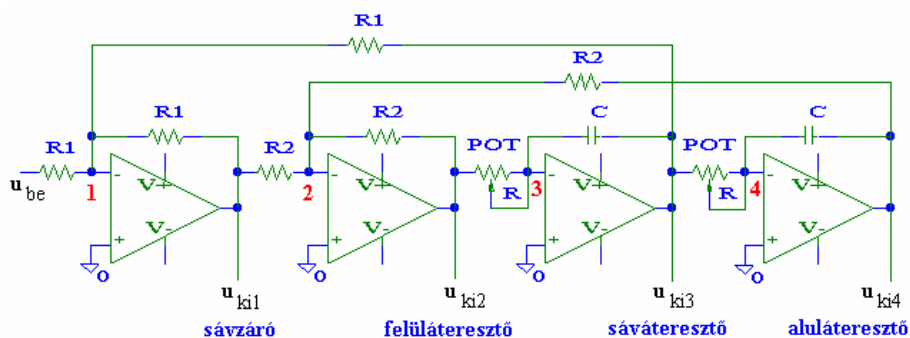 R1
R2
R1
R2
C
C
R1
R2
POT
POT
u be
1
-
V+
2
-
V+
R
3
-
V+
R
4
-
V+
V-
+
V-
+
V-
+
V-
+
0
0
0
0
u ki1
u ki2
u ki3
u ki4
sávzáró
felüláteresztő
sáváteresztő
aluláteresztő